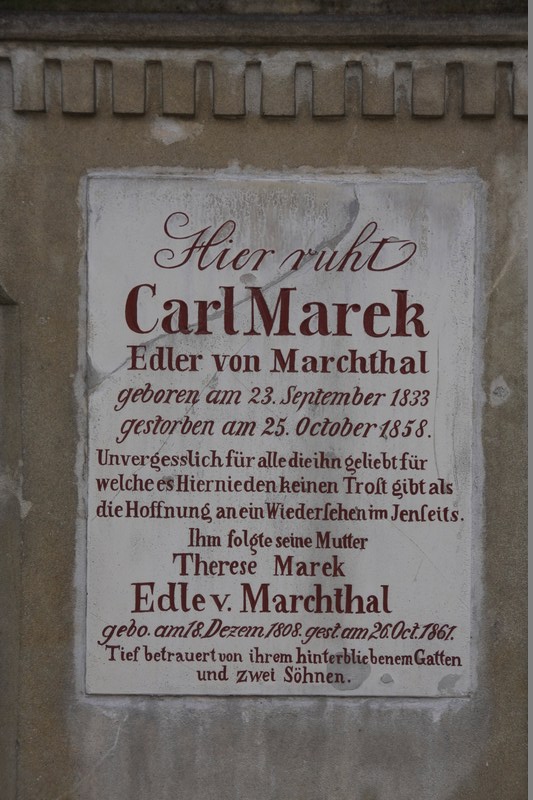 Hier ruht
Carl Marek
Edler von Marchthal
geboren am 23. September 1833
gestorben am 25. October 1858.
Unvergesslich für alle die ihn geliebt für
welche es Hiernieden keinen Troſt gibt als
die Hoffnung an ein Wiederſehen im Jenſeits.
Ihm folgte seine Mutter
Therese Marek
Edle v. Marchthal
gebo. am 18. Dezem 1808. gest. am 26. Oct. 1861.
Tief betrauert von ihrem hinterbliebenem Gatten
und zwei Söhnen.